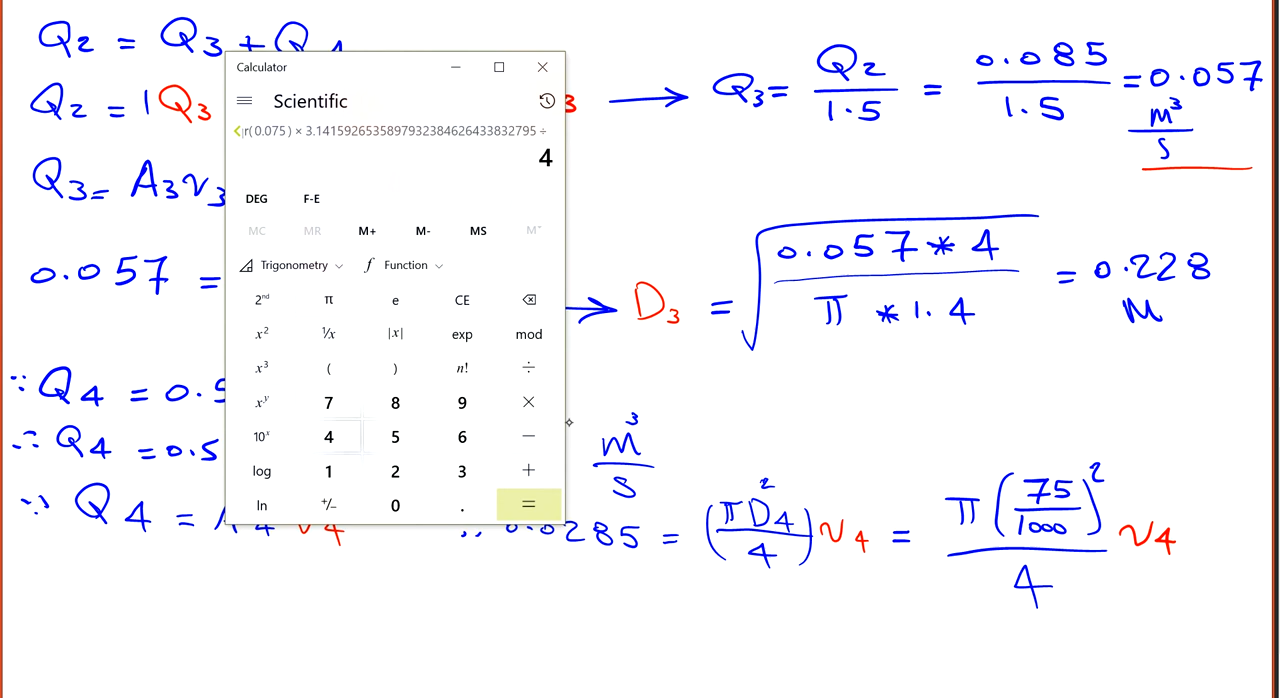 Q2 = Q3 + Q4
Q3 = Q2 / 1.5 = 0.085 / 1.5 = 0.057 m³/s
Q2 = 1Q3
Q3 = A3v3
0.057 =
D3 = √(0.057 * 4 / π * 1.4) = 0.228 M
∵ Q4 = 0.5
∴ Q4 = 0.5
m³/s
∵ Q4 = A4 v4
∴ 0.0285 = (πD4²/4) v4 = π(75/1000)²/4 v4
Calculator
Scientific
r(0.075) × 3.1415926535897932384626433832795 ÷
4
DEG F-E
MC MR M+ M- MS M˅
Trigonometry f Function
2nd π e CE
x² ⅟x |x| exp mod
x³ ( ) n! ÷
xʸ 7 8 9 ×
10ˣ 4 5 6 −
log 1 2 3 +
ln +/− 0 . =